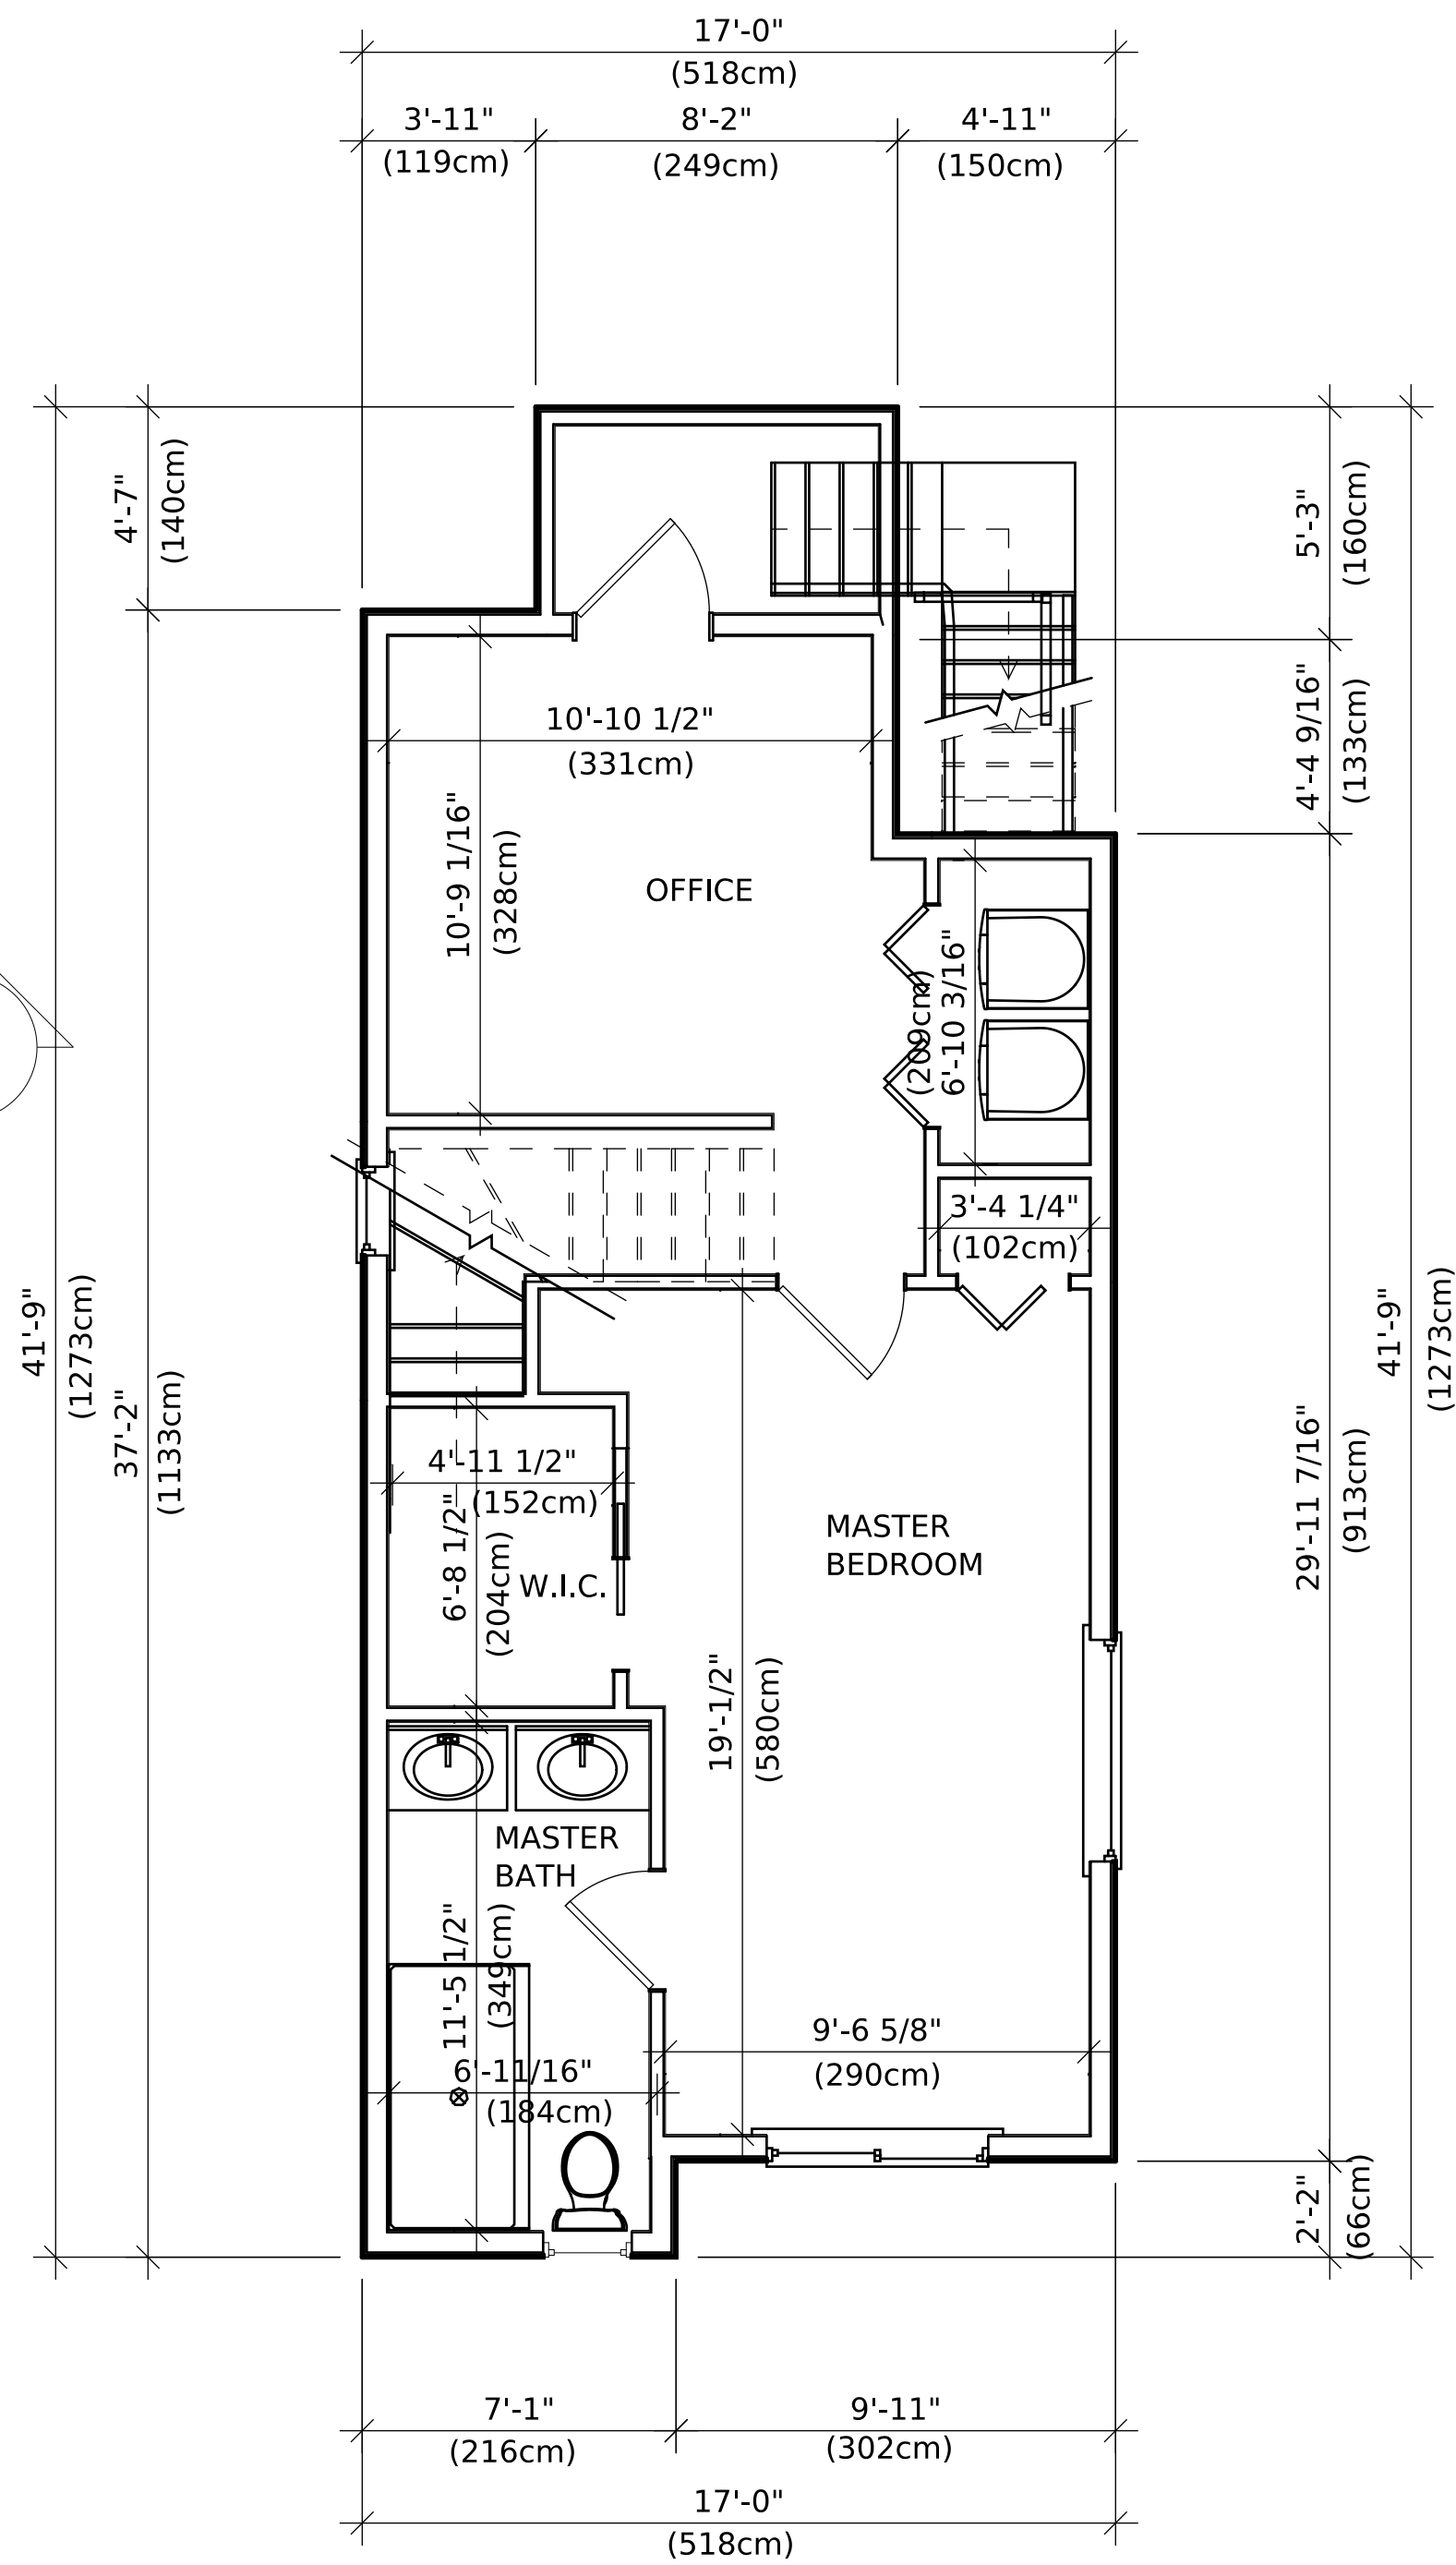 17'-0"
(518cm)
3'-11"
8'-2"
4'-11"
(119cm)
(249cm)
(150cm)
4'-7"
(140cm)
5'-3"
(160cm)
10'-10 1/2"
(331cm)
4'-4 9/16"
(133cm)
10'-9 1/16"
(328cm)
OFFICE
(209cm)
6'-10 3/16"
3'-4 1/4"
(102cm)
41'-9"
(1273cm)
37'-2"
(1133cm)
41'-9"
(1273cm)
29'-11 7/16"
(913cm)
4'-11 1/2"
(152cm)
6'-8 1/2"
(204cm)
W.I.C.
MASTER
BEDROOM
19'-1/2"
(580cm)
MASTER
BATH
11'-5 1/2"
(349cm)
9'-6 5/8"
(290cm)
6'-11/16"
(184cm)
2'-2"
(66cm)
7'-1"
9'-11"
(216cm)
(302cm)
17'-0"
(518cm)